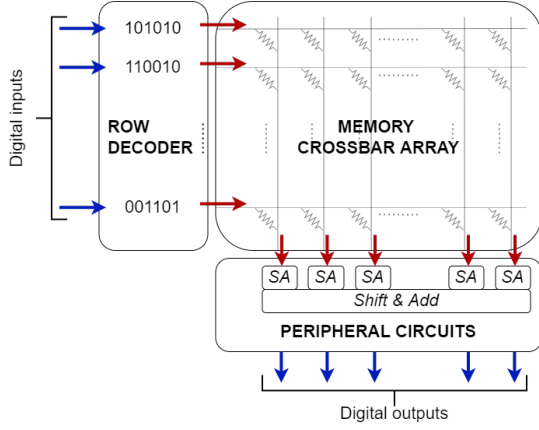 Digital inputs
101010
110010
001101
ROW
DECODER
MEMORY
CROSSBAR ARRAY
SA SA SA SA SA
Shift & Add
PERIPHERAL CIRCUITS
Digital outputs